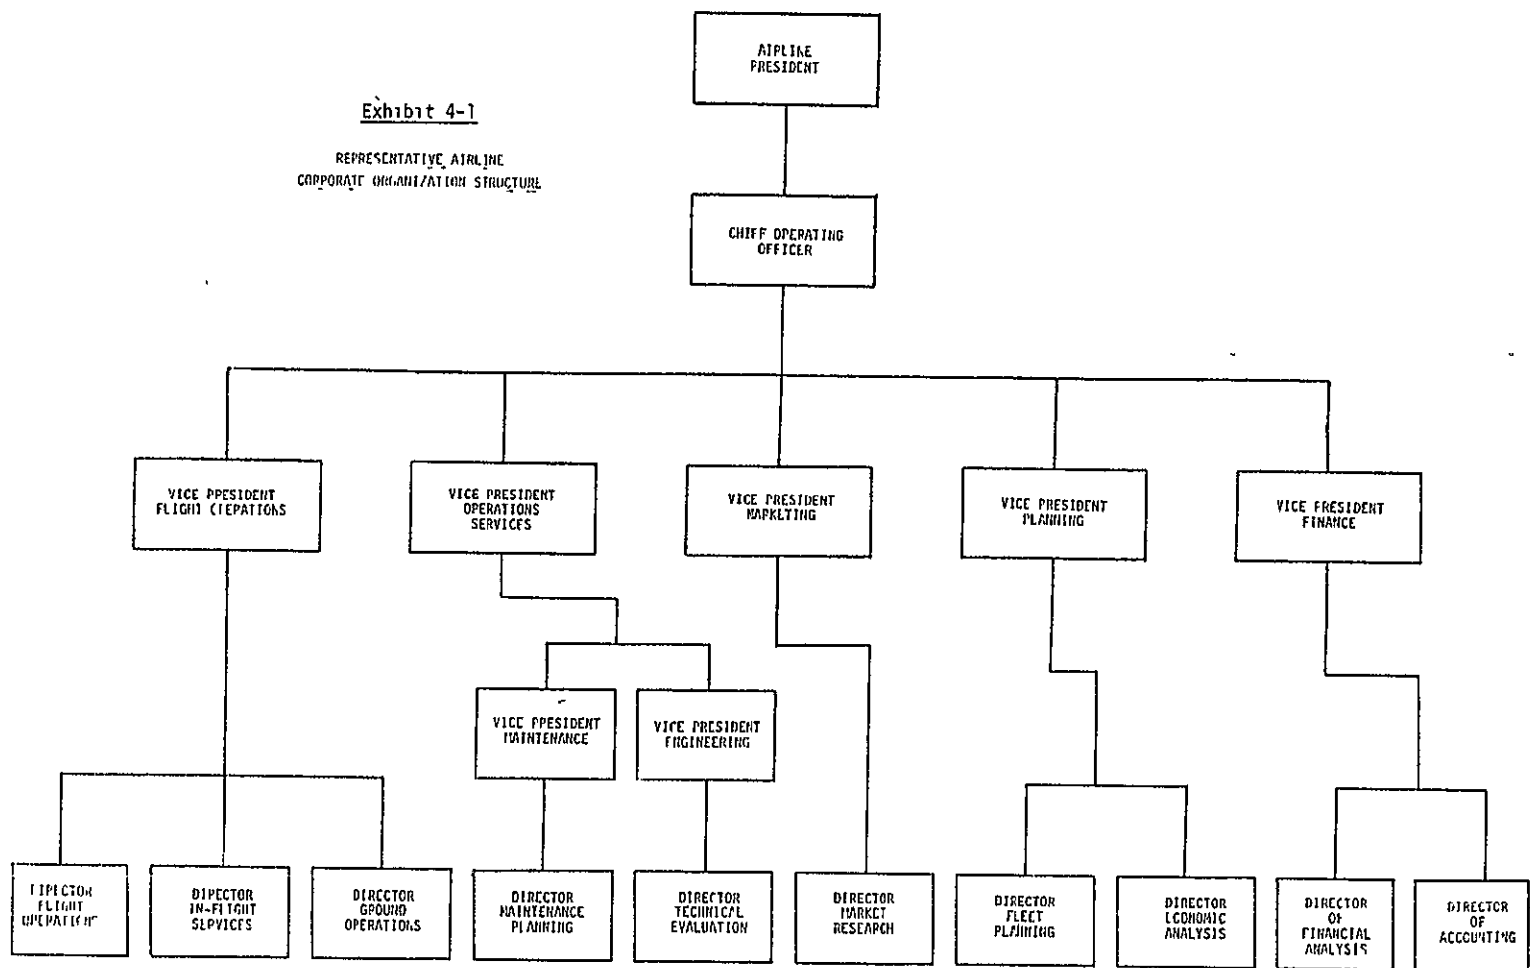 AIRLINE
PRESIDENT
Exhibit 4-1
REPRESENTATIVE AIRLINE
CORPORATE ORGANIZATION STRUCTURE
CHIEF OPERATING
OFFICER
VICE PRESIDENT
FLIGHT OPERATIONS
VICE PRESIDENT
OPERATIONS
SERVICES
VICE PRESIDENT
MARKETING
VICE PRESIDENT
PLANNING
VICE PRESIDENT
FINANCE
VICE PRESIDENT
MAINTENANCE
VICE PRESIDENT
ENGINEERING
DIRECTOR
FLIGHT
OPERATIONS
DIRECTOR
IN-FLIGHT
SERVICES
DIRECTOR
GROUND
OPERATIONS
DIRECTOR
MAINTENANCE
PLANNING
DIRECTOR
TECHNICAL
EVALUATION
DIRECTOR
MARKET
RESEARCH
DIRECTOR
FLEET
PLANNING
DIRECTOR
ECONOMIC
ANALYSIS
DIRECTOR
OF
FINANCIAL
ANALYSIS
DIRECTOR
OF
ACCOUNTING